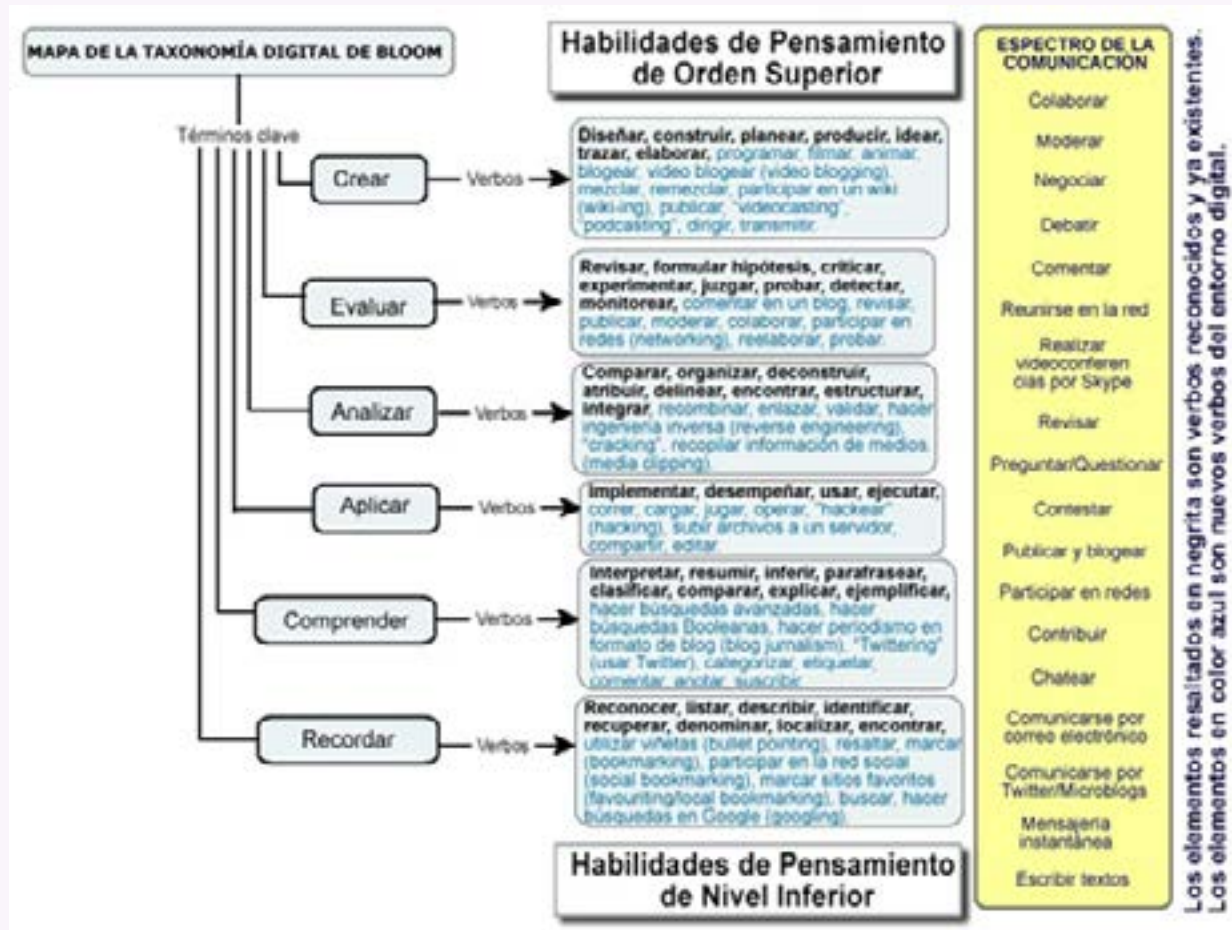 MAPA DE LA TAXONOMÍA DIGITAL DE BLOOM
Términos clave
Habilidades de Pensamiento
de Orden Superior
Crear
Verbos
Diseñar, construir, planear, producir, idear,
trazar, elaborar, programar, filmar, animar,
blogear, video blogear (video blogging),
mezclar, remezclar, participar en un wiki
(wiki-ing), publicar, "videocasting",
"podcasting", dirigir, transmitir.
Evaluar
Verbos
Revisar, formular hipótesis, criticar,
experimentar, juzgar, probar, detectar,
monitorear, comentar en un blog, revisar,
publicar, moderar, colaborar, participar en
redes (networking), reelaborar, probar.
Analizar
Verbos
Comparar, organizar, deconstruir,
atribuir, delinear, encontrar, estructurar,
integrar, recombinar, enlazar, validar, hacer
ingeniería inversa (reverse engineering),
"cracking", recopilar información de medios
(media clipping).
Aplicar
Verbos
Implementar, desempeñar, usar, ejecutar,
correr, cargar, jugar, operar, "hackear"
(hacking), subir archivos a un servidor,
compartir, editar.
Comprender
Verbos
Interpretar, resumir, inferir, parafrasear,
clasificar, comparar, explicar, ejemplificar,
hacer búsquedas avanzadas, hacer
búsquedas Booleanas, hacer periodismo en
formato de blog (blog jurnalism). "Twittering"
(usar Twitter), categorizar, etiquetar,
comentar, anotar, suscribir.
Recordar
Verbos
Reconocer, listar, describir, identificar,
recuperar, denominar, localizar, encontrar,
utilizar viñetas (bullet pointing), resaltar, marcar
(bookmarking), participar en la red social
(social bookmarking), marcar sitios favoritos
(favouriting/local bookmarking), buscar, hacer
búsquedas en Google (googling).
Habilidades de Pensamiento
de Nivel Inferior
ESPECTRO DE LA
COMUNICACIÓN
Colaborar
Moderar
Negociar
Debatir
Comentar
Reunirse en la red
Realizar
videoconferen
cias por Skype
Revisar
Preguntar/Questionar
Contestar
Publicar y blogear
Participar en redes
Contribuir
Chatear
Comunicarse por
correo electrónico
Comunicarse por
Twitter/Microblogs
Mensajería
instantánea
Escribir textos
Los elementos resaltados en negrita son verbos reconocidos y ya existentes.
Los elementos en color azul son nuevos verbos del entorno digital.